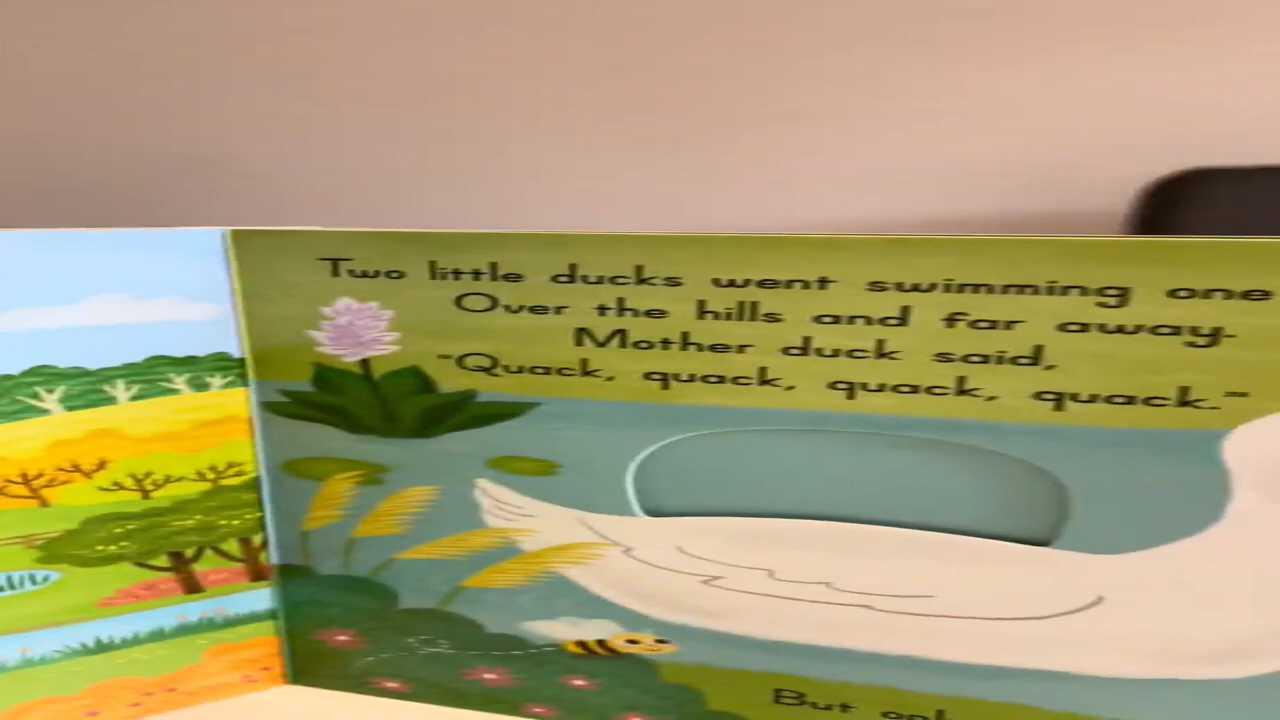 Two little ducks went swimming one
Over the hills and far away.
Mother duck said,
"Quack, quack, quack, quack."
But